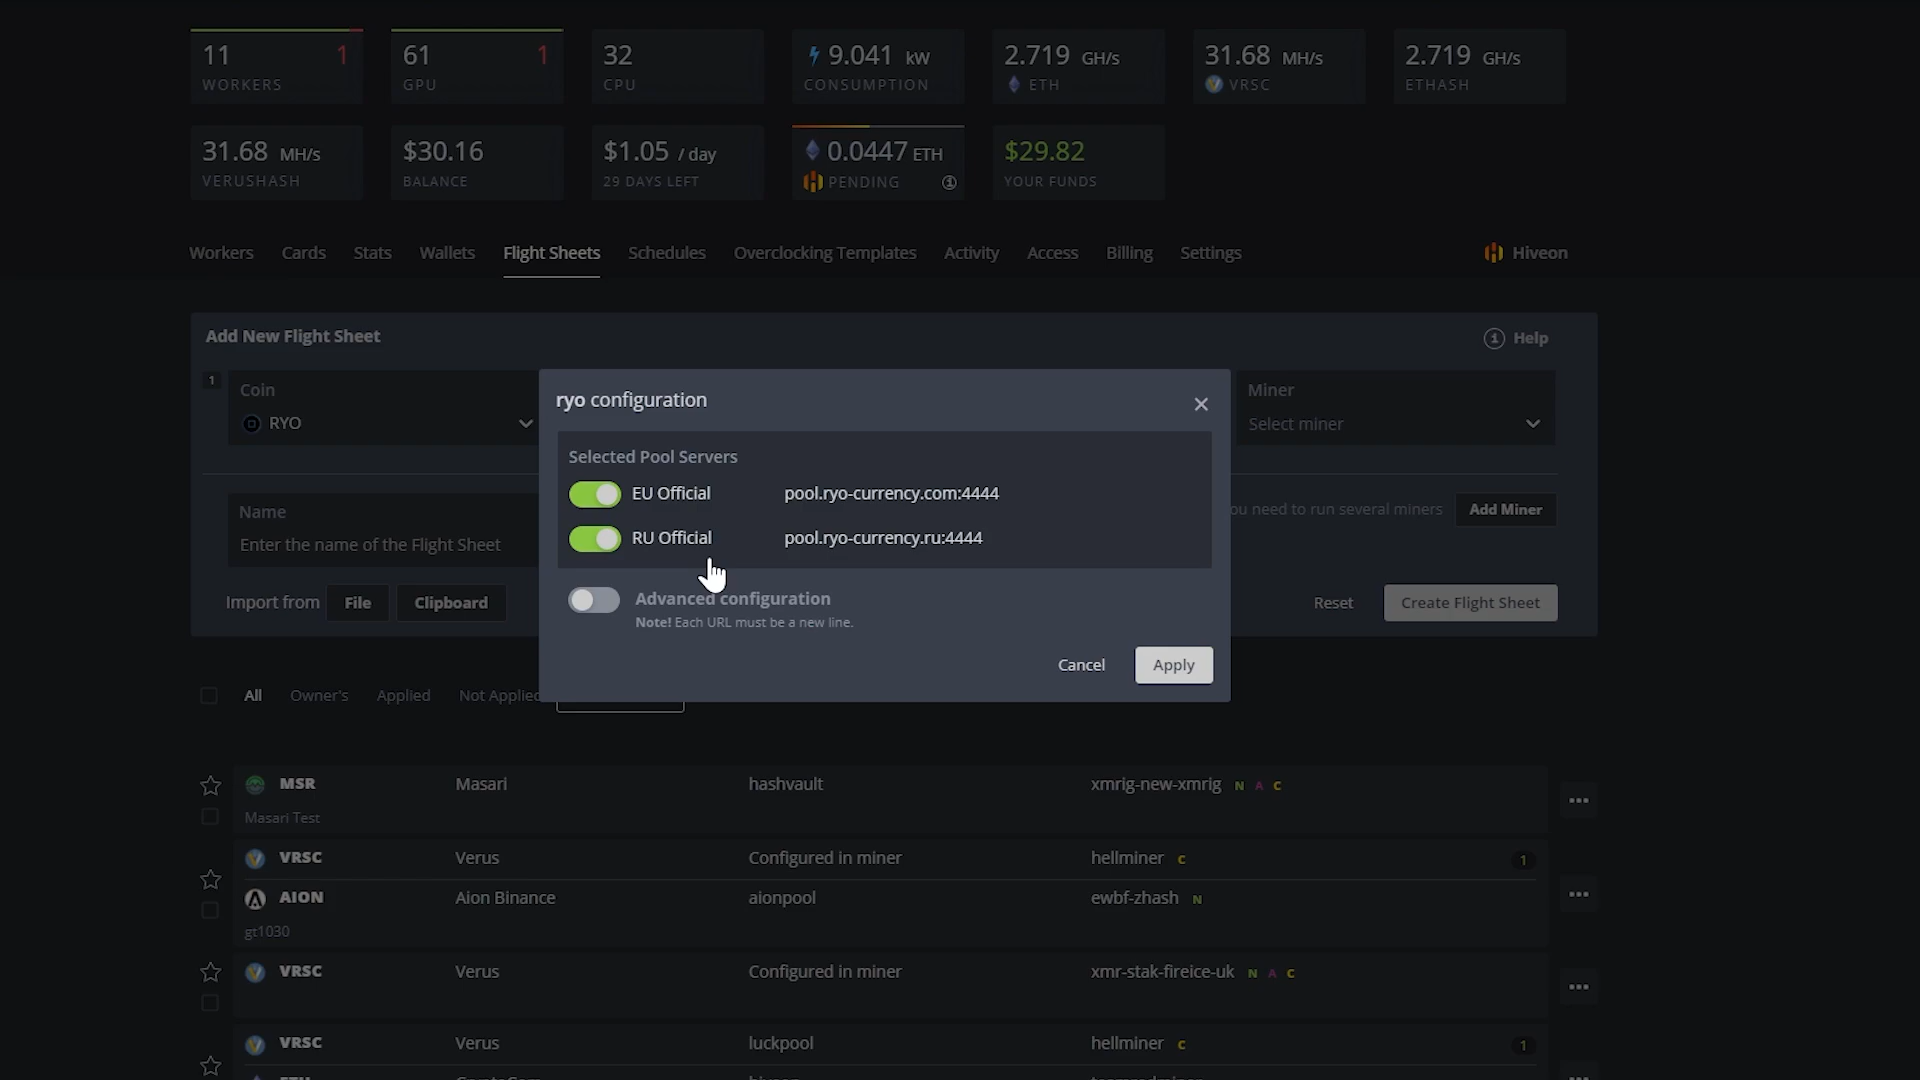 11 1 61 1 32 9.041 kW 2.719 GH/s 31.68 MH/s 2.719 GH/s
WORKERS GPU CPU CONSUMPTION ETH VRSC ETHASH
31.68 MH/s $30.16 $1.05 / day 0.0447 ETH $29.82
VERUSHASH BALANCE 29 DAYS LEFT PENDING YOUR FUNDS
Workers Cards Stats Wallets Flight Sheets Schedules Overclocking Templates Activity Access Billing Settings Hiveon
Add New Flight Sheet Help
1 Coin Miner
RYO Select miner
ryo configuration
Selected Pool Servers
EU Official pool.ryo-currency.com:4444
RU Official pool.ryo-currency.ru:4444
Advanced configuration
Note! Each URL must be a new line.
Cancel Apply
Name you need to run several miners Add Miner
Enter the name of the Flight Sheet
Import from File Clipboard Reset Create Flight Sheet
All Owner's Applied Not Applied
MSR Masari hashvault xmrig-new-xmrig N A C
Masari Test
VRSC Verus Configured in miner hellminer C 1
AION Aion Binance aionpool ewbf-zhash N
gt1030
VRSC Verus Configured in miner xmr-stak-fireice-uk N A C
VRSC Verus luckpool hellminer C 1